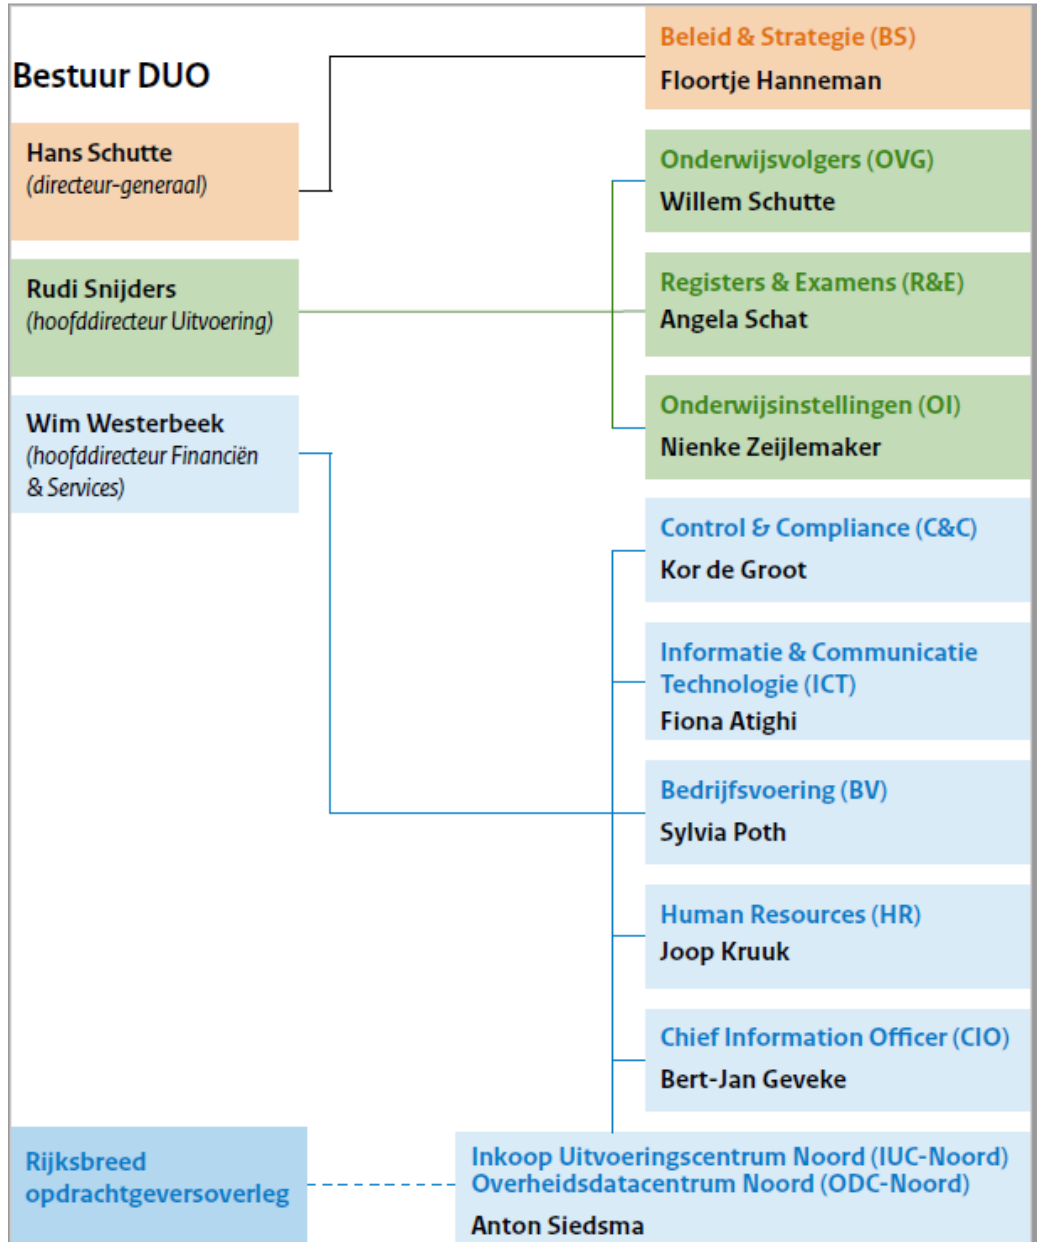 Bestuur DUO
Hans Schutte
(directeur-generaal)
Rudi Snijders
(hoofddirecteur Uitvoering)
Wim Westerbeek
(hoofddirecteur Financiën
& Services)
Beleid & Strategie (BS)
Floortje Hanneman
Onderwijsvolgers (OVG)
Willem Schutte
Registers & Examens (R&E)
Angela Schat
Onderwijsinstellingen (OI)
Nienke Zeijlemaker
Control & Compliance (C&C)
Kor de Groot
Informatie & Communicatie
Technologie (ICT)
Fiona Atighi
Bedrijfsvoering (BV)
Sylvia Poth
Human Resources (HR)
Joop Kruuk
Chief Information Officer (CIO)
Bert-Jan Geveke
Rijksbreed
opdrachtgeversoverleg
Inkoop Uitvoeringscentrum Noord (IUC-Noord)
Overheidsdatacentrum Noord (ODC-Noord)
Anton Siedsma